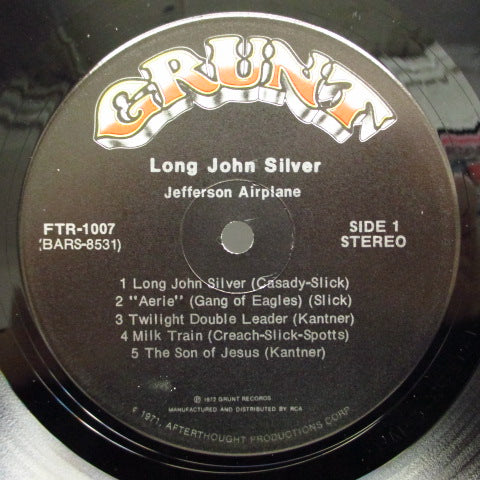 GRUNT
Long John Silver
Jefferson Airplane
FTR-1007
(BARS-8531)
SIDE 1
STEREO
1 Long John Silver (Casady-Slick)
2 "Aerie" (Gang of Eagles) (Slick)
3 Twilight Double Leader (Kantner)
4 Milk Train (Creach-Slick-Spotts)
5 The Son of Jesus (Kantner)
℗ 1972 GRUNT RECORDS
MANUFACTURED AND DISTRIBUTED BY RCA
© 1971, AFTERTHOUGHT PRODUCTIONS CORP